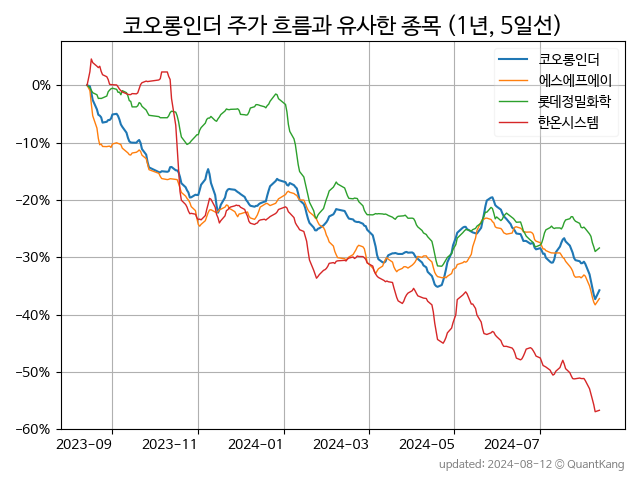 코오롱인더 주가 흐름과 유사한 종목 (1년, 5일선)
코오롱인더
에스에프에이
롯데정밀화학
한온시스템
0%
−10%
−20%
−30%
−40%
−50%
−60%
2023-09 2023-11 2024-01 2024-03 2024-05 2024-07
updated: 2024-08-12 © QuantKang